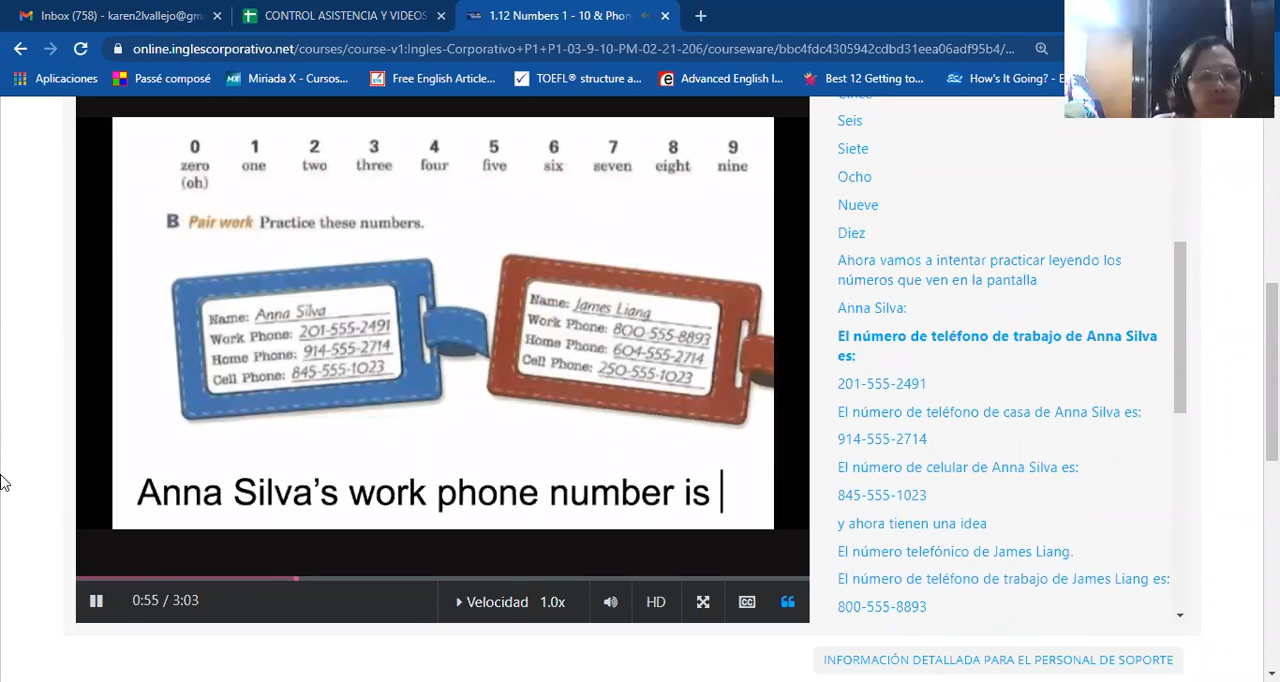 Inbox (758) - karen2lvallejo@gm
CONTROL ASISTENCIA Y VIDEOS
1.12 Numbers 1 - 10 & Phon
online.inglescorporativo.net/courses/course-v1:Ingles-Corporativo+P1+P1-03-9-10-PM-02-21-206/courseware/bbc4fdc4305942cdbd31eea06adf95b4/...
Aplicaciones
Passé composé
Miriada X - Cursos...
Free English Article...
TOEFL® structure a...
Advanced English I...
Best 12 Getting to...
How's It Going? - E
0 1 2 3 4 5 6 7 8 9
zero one two three four five six seven eight nine
(oh)
B Pair work Practice these numbers.
Name: Anna Silva
Work Phone: 201-555-2491
Home Phone: 914-555-2714
Cell Phone: 845-555-1023
Name: James Liang
Work Phone: 800-555-8893
Home Phone: 604-555-2714
Cell Phone: 250-555-1023
Anna Silva's work phone number is
0:55 / 3:03
Velocidad 1.0x
HD
CC
Cinco
Seis
Siete
Ocho
Nueve
Diez
Ahora vamos a intentar practicar leyendo los
números que ven en la pantalla
Anna Silva:
El número de teléfono de trabajo de Anna Silva
es:
201-555-2491
El número de teléfono de casa de Anna Silva es:
914-555-2714
El número de celular de Anna Silva es:
845-555-1023
y ahora tienen una idea
El número telefónico de James Liang.
El número de teléfono de trabajo de James Liang es:
800-555-8893
INFORMACIÓN DETALLADA PARA EL PERSONAL DE SOPORTE